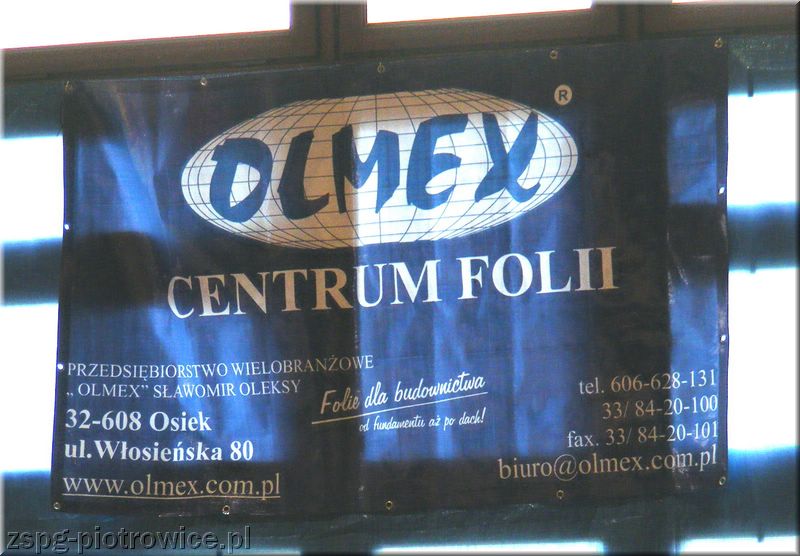 OLMEX ®
CENTRUM FOLII
PRZEDSIĘBIORSTWO WIELOBRANŻOWE
„OLMEX” SŁAWOMIR OLEKSY
32-608 Osiek
ul.Włosieńska 80
www.olmex.com.pl
Folie dla budownictwa
od fundamentu aż po dach!
tel. 606-628-131
33/ 84-20-100
fax. 33/ 84-20-101
biuro@olmex.com.pl
zspg-piotrowice.pl